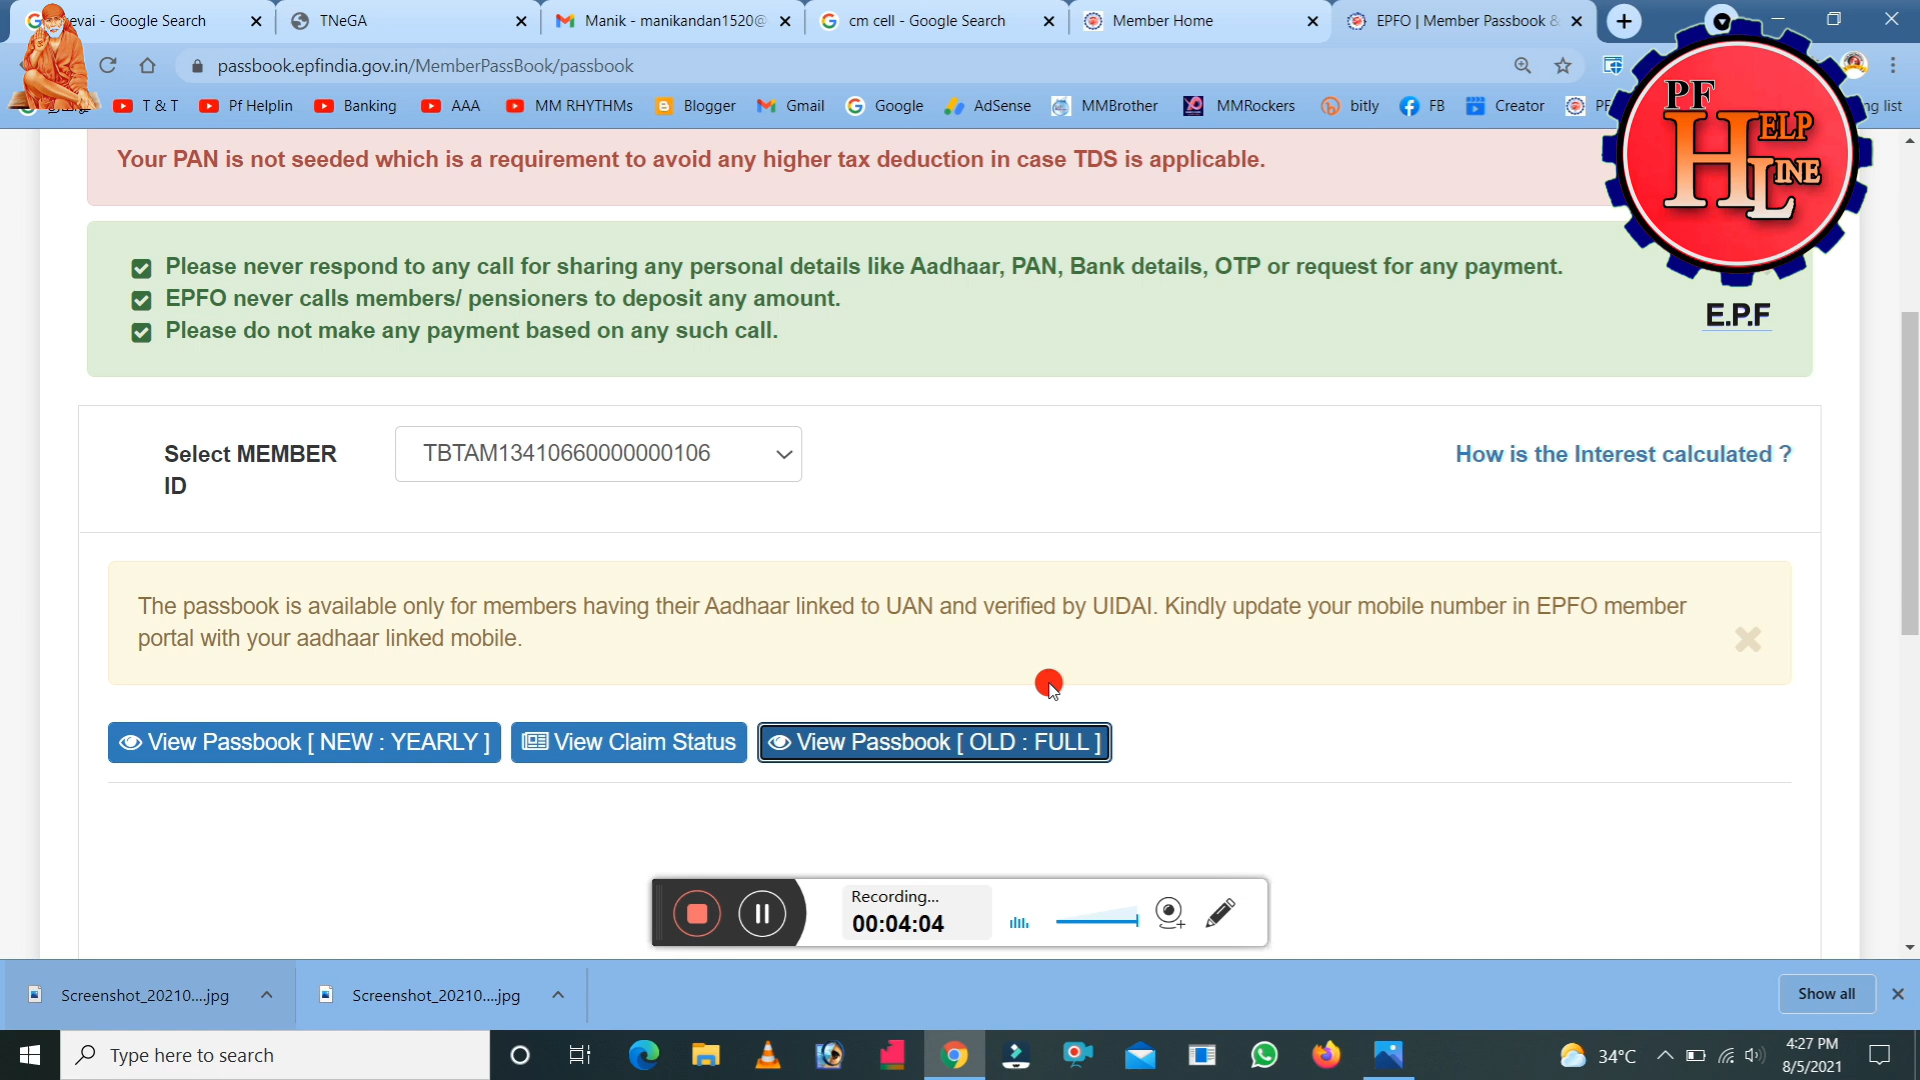 evai - Google Search
TNeGA
Manik - manikandan1520@
cm cell - Google Search
Member Home
EPFO | Member Passbook &
passbook.epfindia.gov.in/MemberPassBook/passbook
T & T
Pf Helplin
Banking
AAA
MM RHYTHMs
Blogger
Gmail
Google
AdSense
MMBrother
MMRockers
bitly
FB
Creator
PF
ng list
PF
HELP
LINE
E.P.F
Your PAN is not seeded which is a requirement to avoid any higher tax deduction in case TDS is applicable.
Please never respond to any call for sharing any personal details like Aadhaar, PAN, Bank details, OTP or request for any payment.
EPFO never calls members/ pensioners to deposit any amount.
Please do not make any payment based on any such call.
Select MEMBER
ID
TBTAM13410660000000106
How is the Interest calculated ?
The passbook is available only for members having their Aadhaar linked to UAN and verified by UIDAI. Kindly update your mobile number in EPFO member
portal with your aadhaar linked mobile.
View Passbook [ NEW : YEARLY ]
View Claim Status
View Passbook [ OLD : FULL ]
Recording...
00:04:04
Screenshot_20210....jpg
Screenshot_20210....jpg
Show all
Type here to search
34°C
4:27 PM
8/5/2021